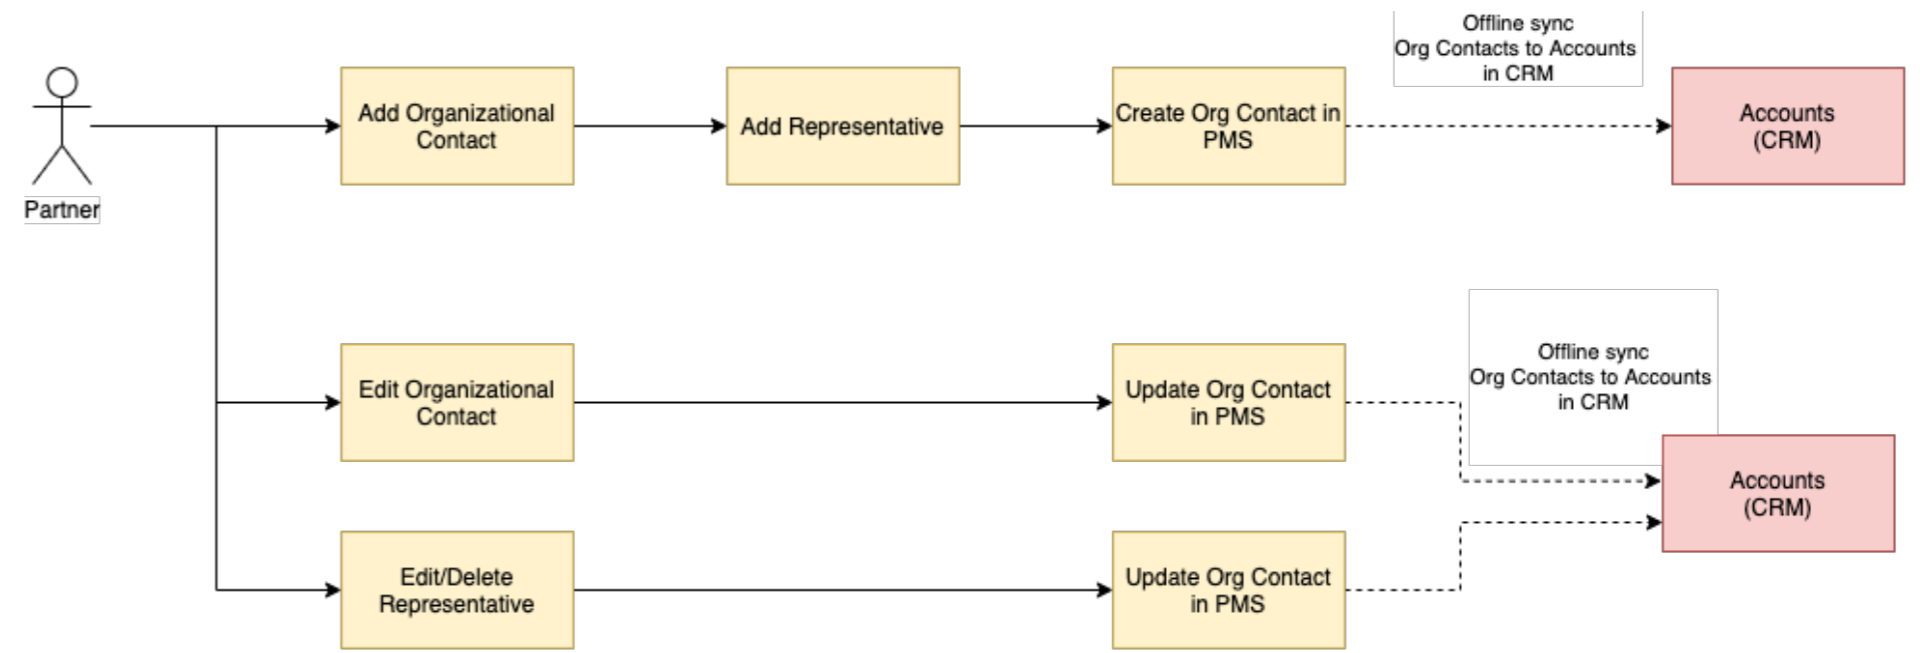 Offline sync
Org Contacts to Accounts
in CRM
Add Organizational
Contact
Add Representative
Create Org Contact in
PMS
Accounts
(CRM)
Partner
Offline sync
Org Contacts to Accounts
in CRM
Edit Organizational
Contact
Update Org Contact
in PMS
Accounts
(CRM)
Edit/Delete
Representative
Update Org Contact
in PMS